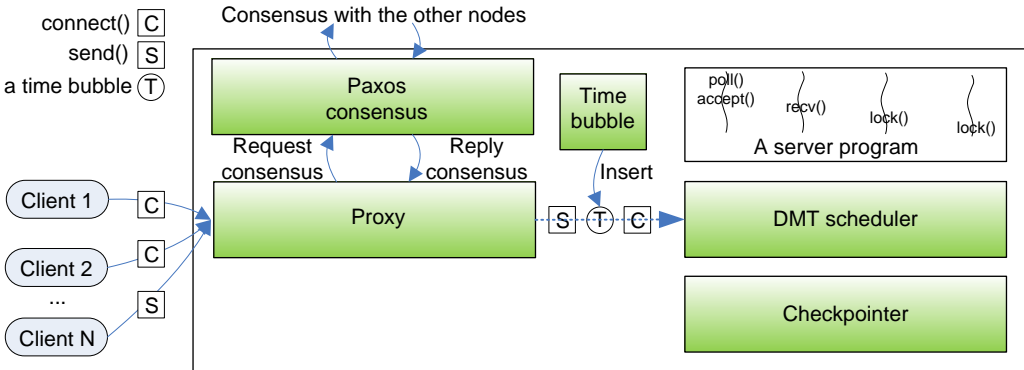 connect() C
send() S
a time bubble T
Consensus with the other nodes
Paxos
consensus
Time
bubble
poll()
accept()
recv()
lock()
lock()
A server program
Request
consensus
Reply
consensus
Insert
Client 1
C
Proxy
S T C
DMT scheduler
Client 2
C
...
S
Client N
Checkpointer